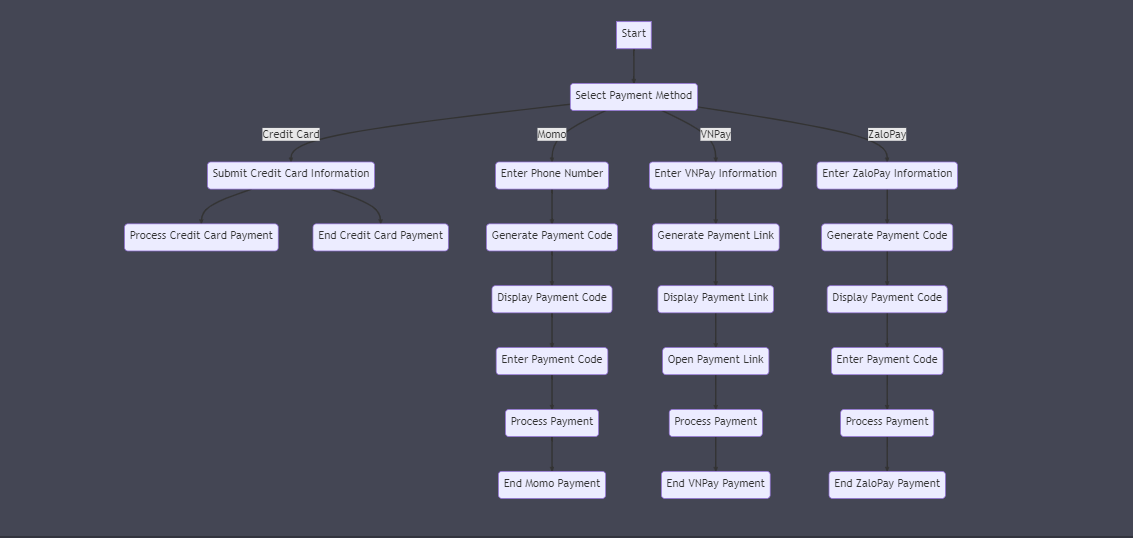 Start
Select Payment Method
Credit Card
Momo
VNPay
ZaloPay
Submit Credit Card Information
Enter Phone Number
Enter VNPay Information
Enter ZaloPay Information
Process Credit Card Payment
End Credit Card Payment
Generate Payment Code
Generate Payment Link
Generate Payment Code
Display Payment Code
Display Payment Link
Display Payment Code
Enter Payment Code
Open Payment Link
Enter Payment Code
Process Payment
Process Payment
Process Payment
End Momo Payment
End VNPay Payment
End ZaloPay Payment